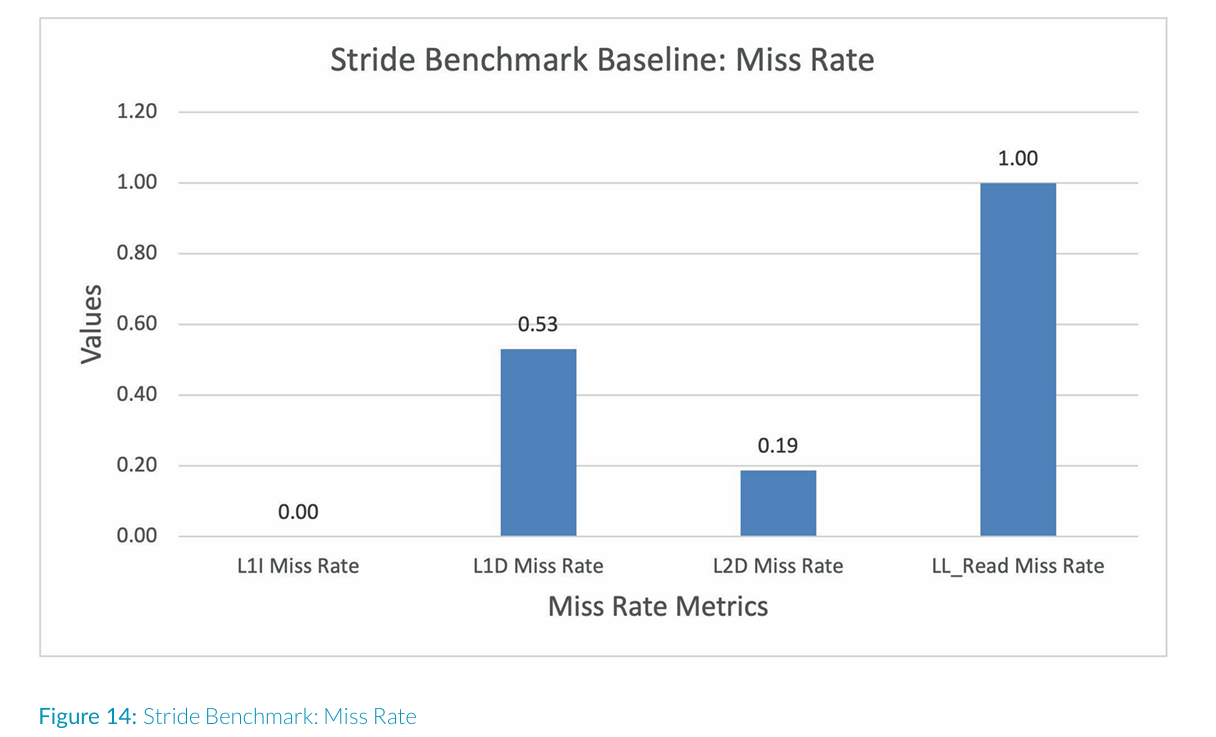 Stride Benchmark Baseline: Miss Rate
1.20
1.00
0.80
0.60
0.40
0.20
0.00
Values
0.00
0.53
0.19
1.00
L1I Miss Rate
L1D Miss Rate
L2D Miss Rate
LL_Read Miss Rate
Miss Rate Metrics
Figure 14: Stride Benchmark: Miss Rate